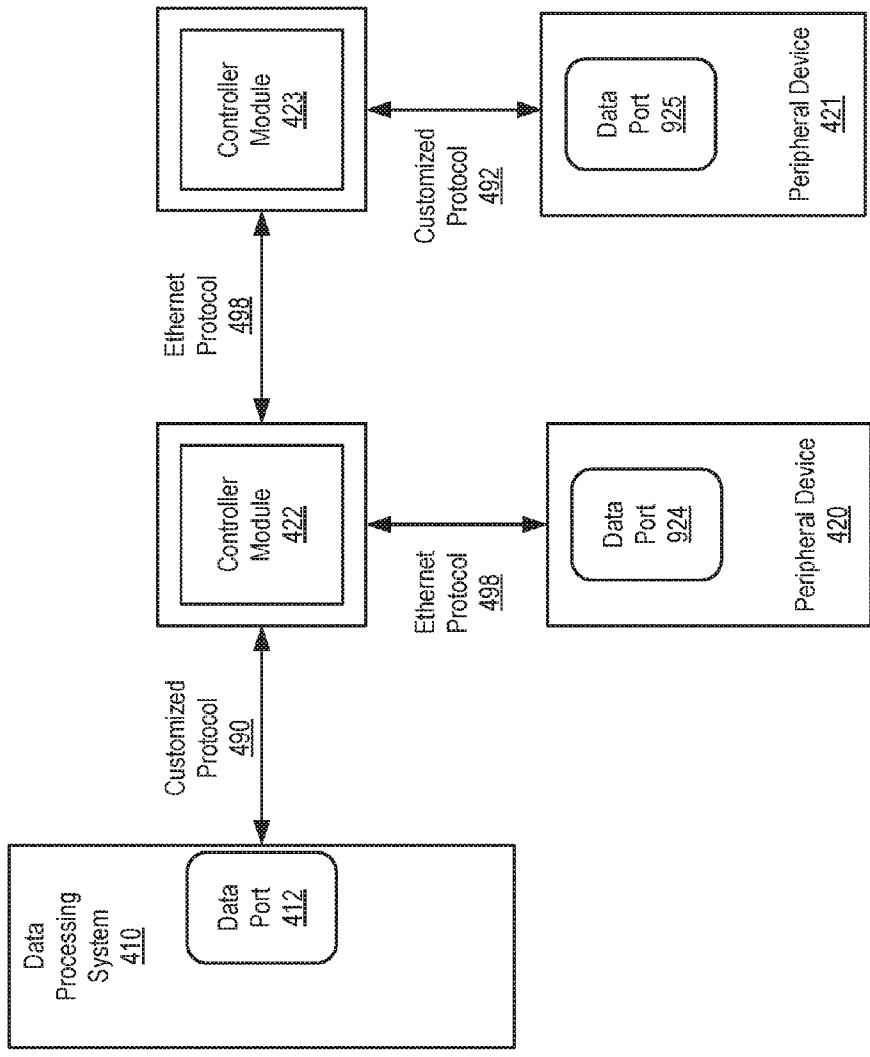 Data
Processing
System
410
Data
Port
412
Customized
Protocol
490
Controller
Module
422
Ethernet
Protocol
498
Data
Port
924
Peripheral Device
420
Ethernet
Protocol
498
Controller
Module
423
Customized
Protocol
492
Data
Port
925
Peripheral Device
421